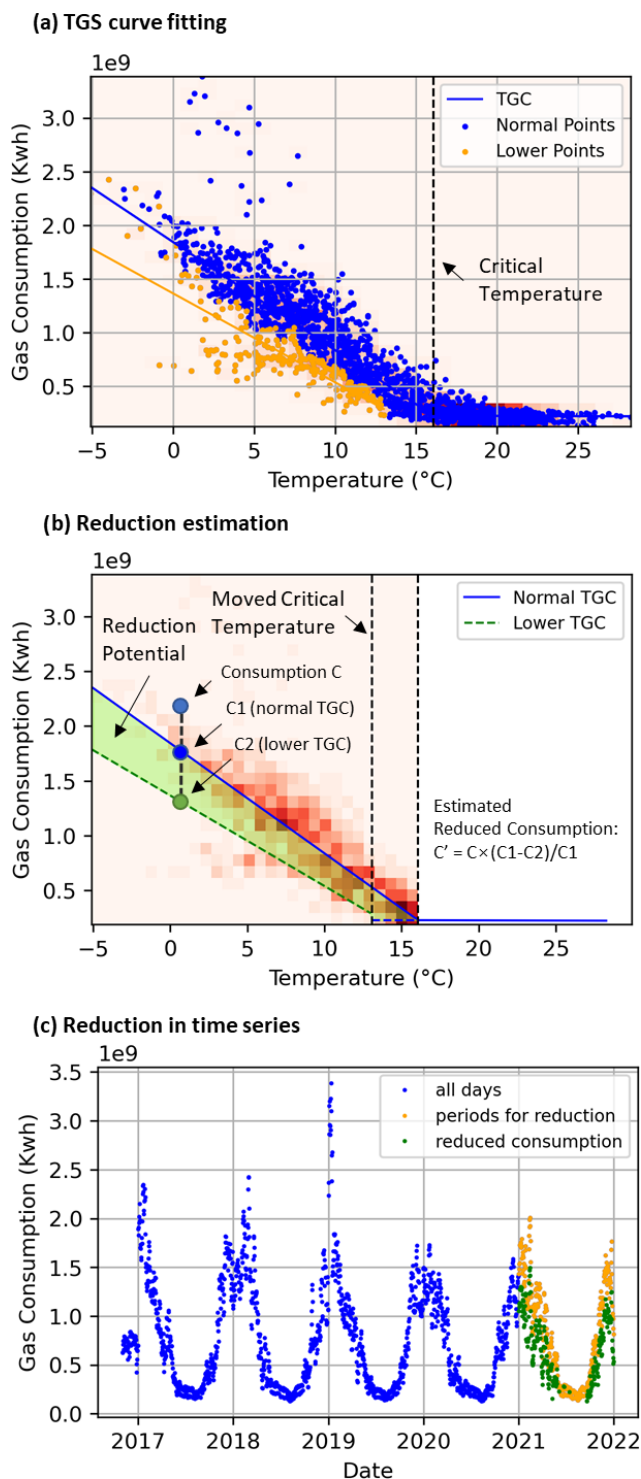 (a) TGS curve fitting
1e9
TGC
Normal Points
Lower Points
3.0
2.5
2.0
1.5
1.0
0.5
Gas Consumption (Kwh)
Critical
Temperature
−5 0 5 10 15 20 25
Temperature (°C)
(b) Reduction estimation
1e9
Normal TGC
Lower TGC
3.0
2.5
2.0
1.5
1.0
0.5
Gas Consumption (Kwh)
Moved Critical
Temperature
Reduction
Potential
Consumption C
C1 (normal TGC)
C2 (lower TGC)
Estimated
Reduced Consumption:
C’ = C×(C1-C2)/C1
−5 0 5 10 15 20 25
Temperature (°C)
(c) Reduction in time series
1e9
all days
periods for reduction
reduced consumption
3.5
3.0
2.5
2.0
1.5
1.0
0.5
0.0
Gas Consumption (Kwh)
2017 2018 2019 2020 2021 2022
Date